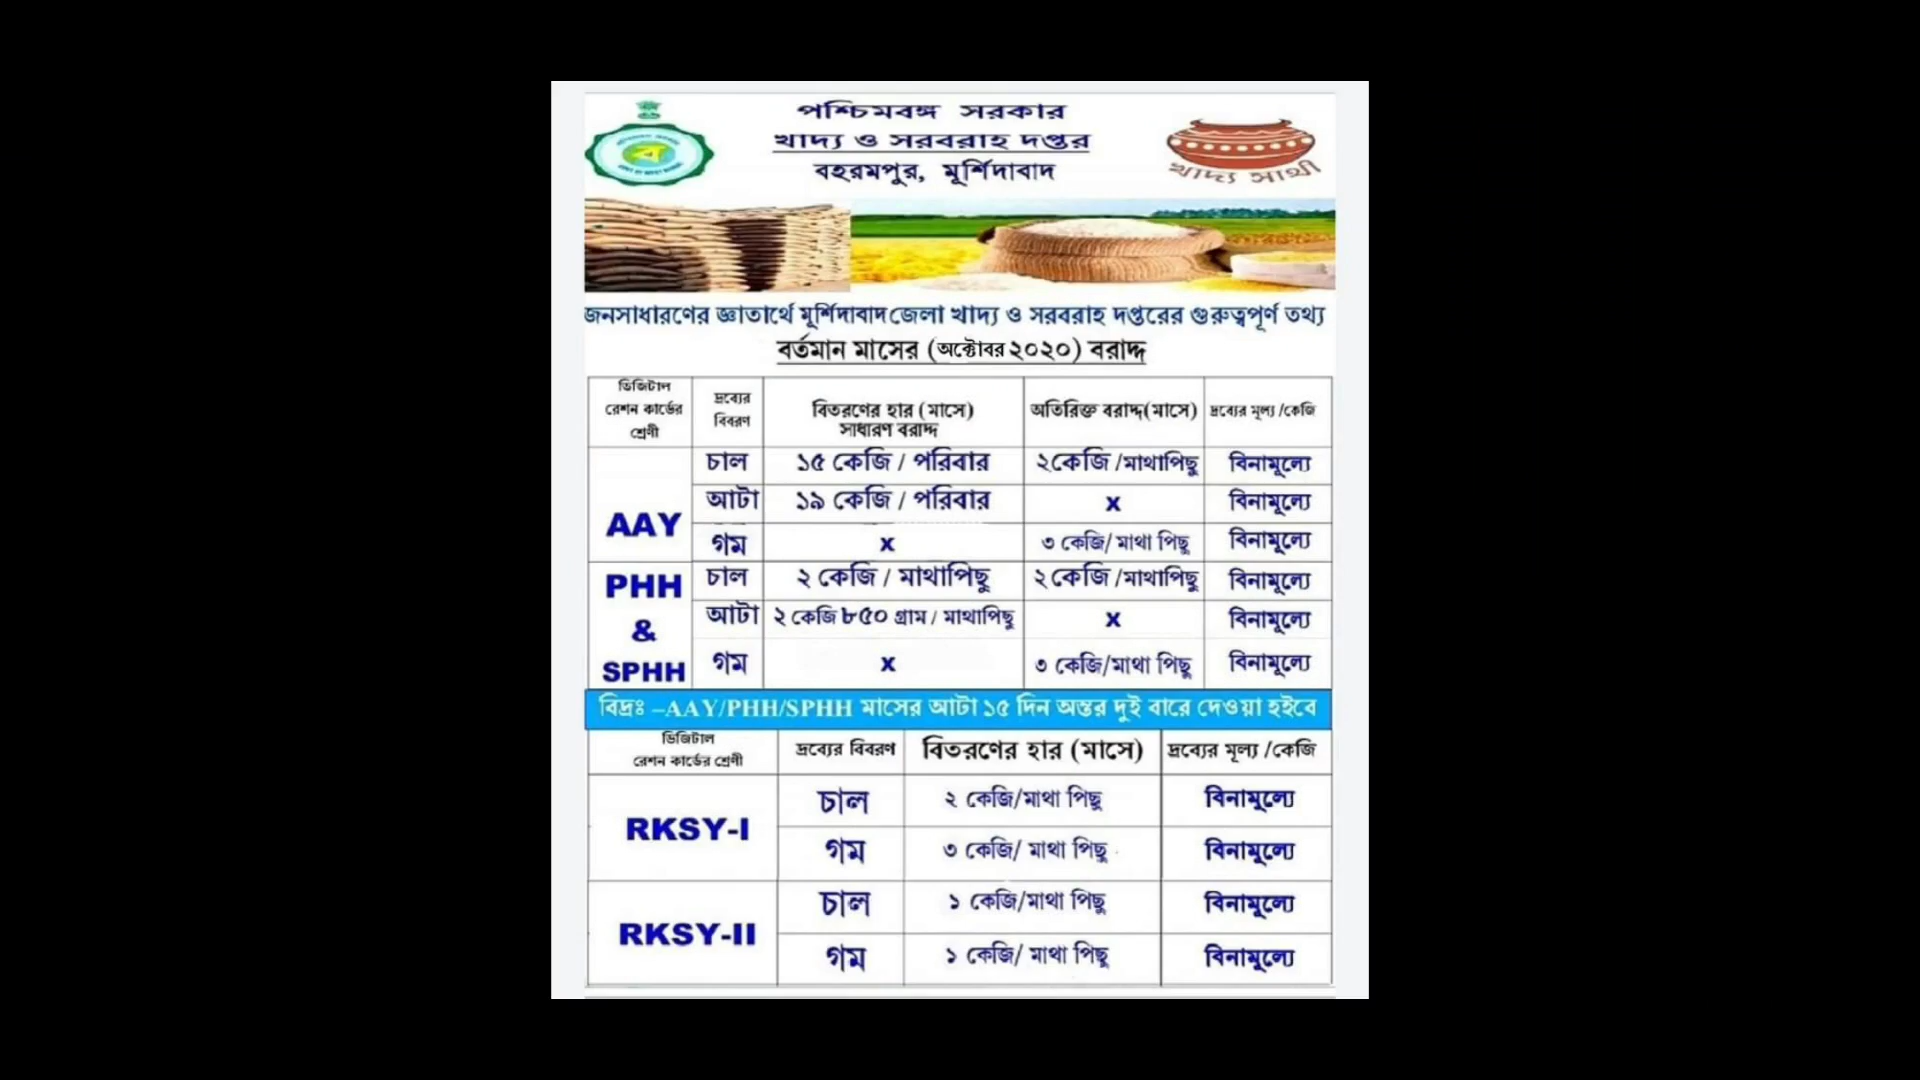 পশ্চিমবঙ্গ সরকার
খাদ্য ও সরবরাহ দপ্তর
বহরমপুর, মূর্শিদাবাদ
খাদ্য সাথী
জনসাধারণের জ্ঞাতার্থে মূর্শিদাবাদ জেলা খাদ্য ও সরবরাহ দপ্তরের গুরুত্বপূর্ণ তথ্য
বর্তমান মাসের (অক্টোবর ২০২০) বরাদ্দ
ডিজিটাল রেশন কার্ডের শ্রেণী দ্রব্যের বিবরণ বিতরণের হার (মাসে) সাধারণ বরাদ্দ অতিরিক্ত বরাদ্দ(মাসে) দ্রব্যের মূল্য /কেজি
AAY
চাল ১৫ কেজি / পরিবার ২কেজি /মাথাপিছু বিনামূল্যে
আটা ১৯ কেজি / পরিবার x বিনামূল্যে
গম x ৩ কেজি/ মাথা পিছু বিনামূল্যে
PHH & SPHH
চাল ২ কেজি / মাথাপিছু ২ কেজি /মাথাপিছু বিনামূল্যে
আটা ২ কেজি ৮৫০ গ্রাম / মাথাপিছু x বিনামূল্যে
গম x ৩ কেজি/মাথা পিছু বিনামূল্যে
বিদ্রঃ –AAY/PHH/SPHH মাসের আটা ১৫ দিন অন্তর দুই বারে দেওয়া হইবে
ডিজিটাল রেশন কার্ডের শ্রেণী দ্রব্যের বিবরণ বিতরণের হার (মাসে) দ্রব্যের মূল্য /কেজি
RKSY-I
চাল ২ কেজি/মাথা পিছু বিনামূল্যে
গম ৩ কেজি/ মাথা পিছু বিনামূল্যে
RKSY-II
চাল ১ কেজি/মাথা পিছু বিনামূল্যে
গম ১ কেজি/ মাথা পিছু বিনামূল্যে